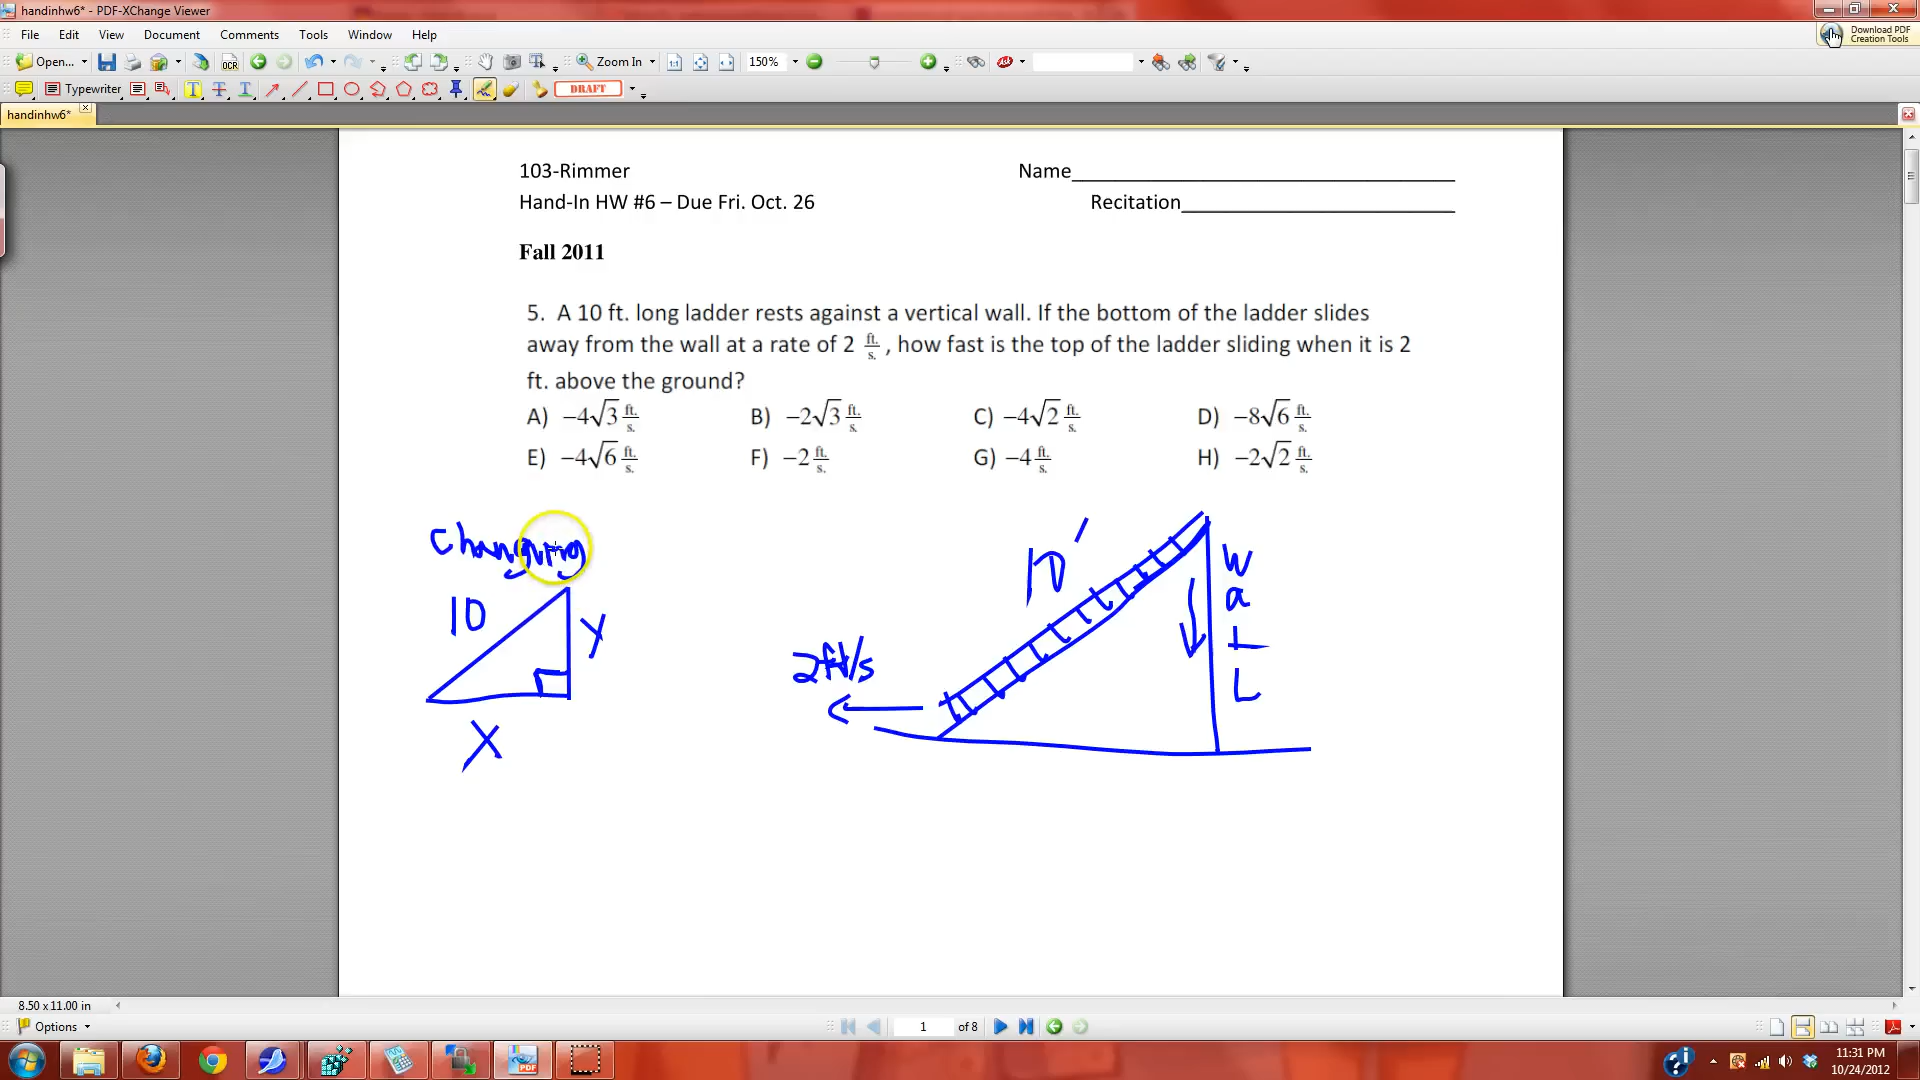 handinhw6* - PDF-XChange Viewer
File Edit View Document Comments Tools Window Help
Download PDF
Creation Tools
Open... OCR Zoom In 150%
Typewriter DRAFT
handinhw6*
103-Rimmer Name
Hand-In HW #6 – Due Fri. Oct. 26 Recitation
Fall 2011
5. A 10 ft. long ladder rests against a vertical wall. If the bottom of the ladder slides
away from the wall at a rate of 2 ft./s. , how fast is the top of the ladder sliding when it is 2
ft. above the ground?
A) −4√3 ft./s. B) −2√3 ft./s. C) −4√2 ft./s. D) −8√6 ft./s.
E) −4√6 ft./s. F) −2 ft./s. G) −4 ft./s. H) −2√2 ft./s.
changing
10
y
x
10'
2ft/s
W
a
L
L
8.50 x 11.00 in
Options 1 of 8
11:31 PM
10/24/2012